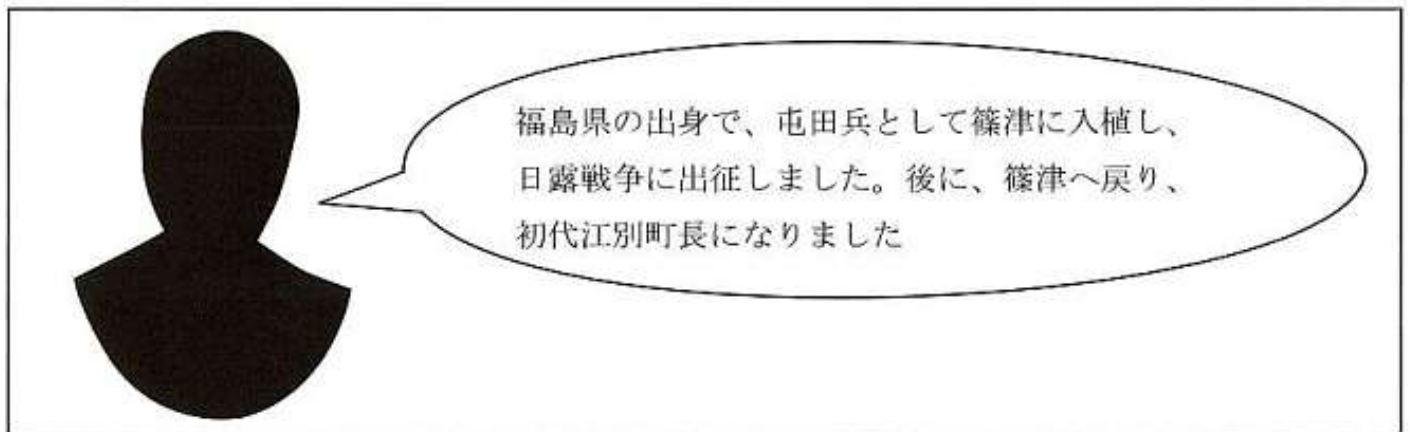 福島県の出身で、屯田兵として篠津に入植し、
日露戦争に出征しました。後に、篠津へ戻り、
初代江別町長になりました